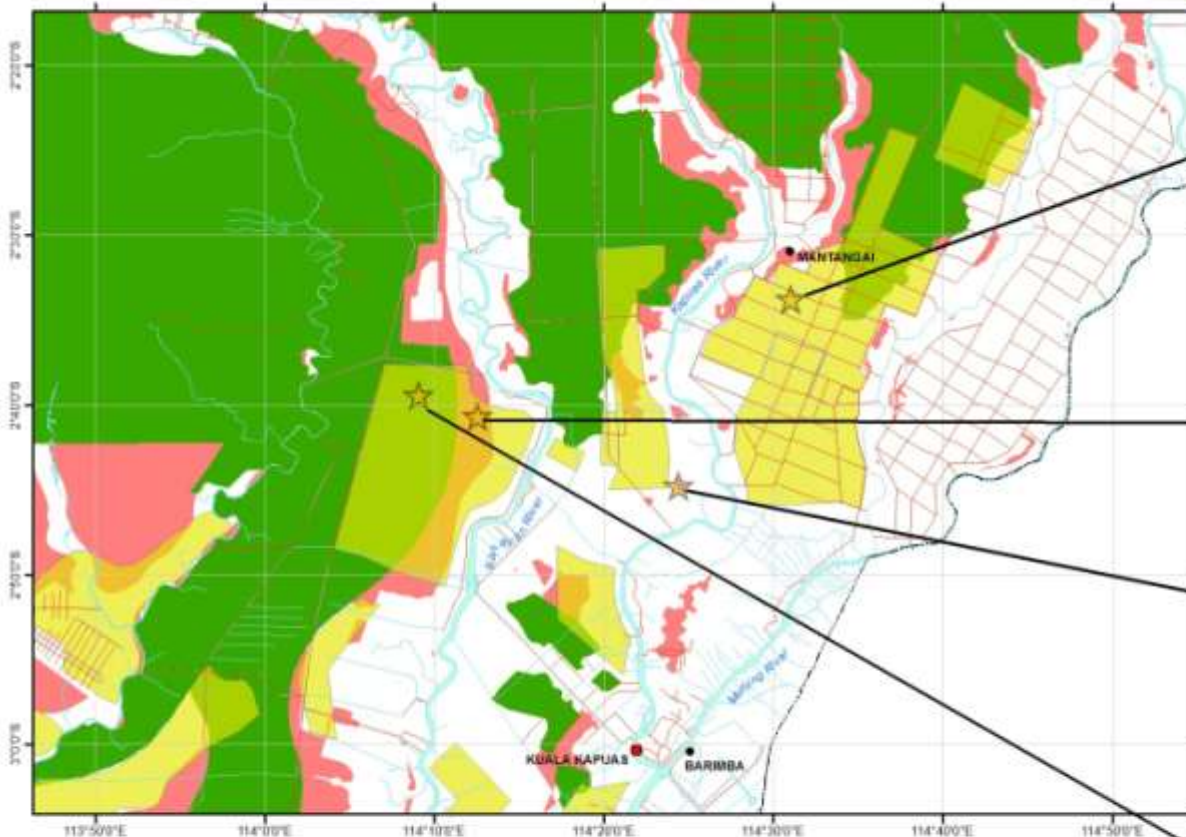 2°20'0"S
2°30'0"S
MANTANGAI
Kapuas River
2°40'0"S
River
2°50'0"S
Melting River
3°0'0"S
KUALA KAPUAS
BARIMBA
113°50'0"E
114°0'0"E
114°10'0"E
114°20'0"E
114°30'0"E
114°40'0"E
114°50'0"E